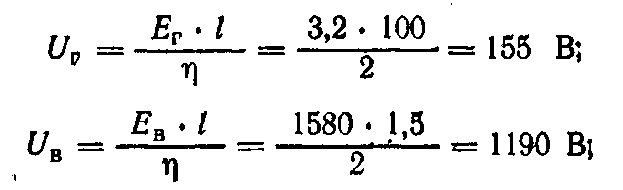 U_г = E_г · l / η = 3,2 · 100 / 2 = 155 В;
U_в = E_в · l / η = 1580 · 1,5 / 2 = 1190 В;